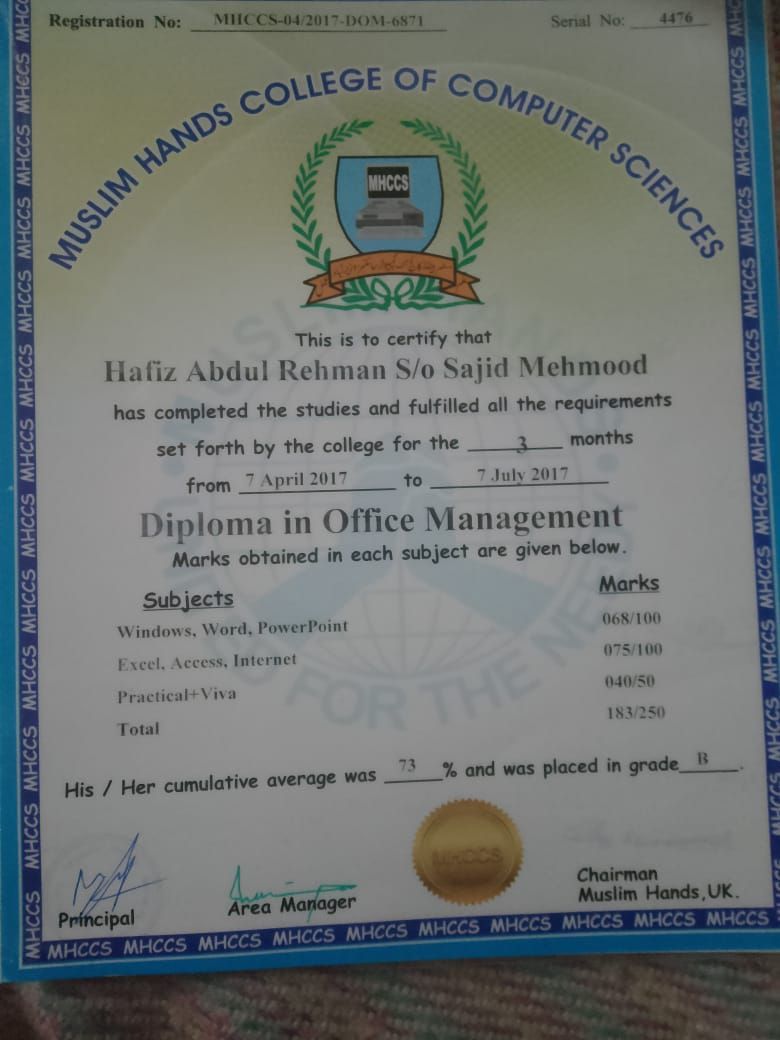 Registration No: MHCCS-04/2017-DOM-6871 Serial No: 4476
MUSLIM HANDS COLLEGE OF COMPUTER SCIENCES
MHCCS
This is to certify that
Hafiz Abdul Rehman S/o Sajid Mehmood
has completed the studies and fulfilled all the requirements
set forth by the college for the 3 months
from 7 April 2017 to 7 July 2017
Diploma in Office Management
Marks obtained in each subject are given below.
Subjects Marks
Windows, Word, PowerPoint 068/100
Excel, Access, Internet 075/100
Practical+Viva 040/50
Total 183/250
His / Her cumulative average was 73 % and was placed in grade B.
MHCCS
Principal
Area Manager
Chairman
Muslim Hands,UK.
MHCCS MHCCS MHCCS MHCCS MHCCS MHCCS MHCCS MHCCS MHCCS MHCCS